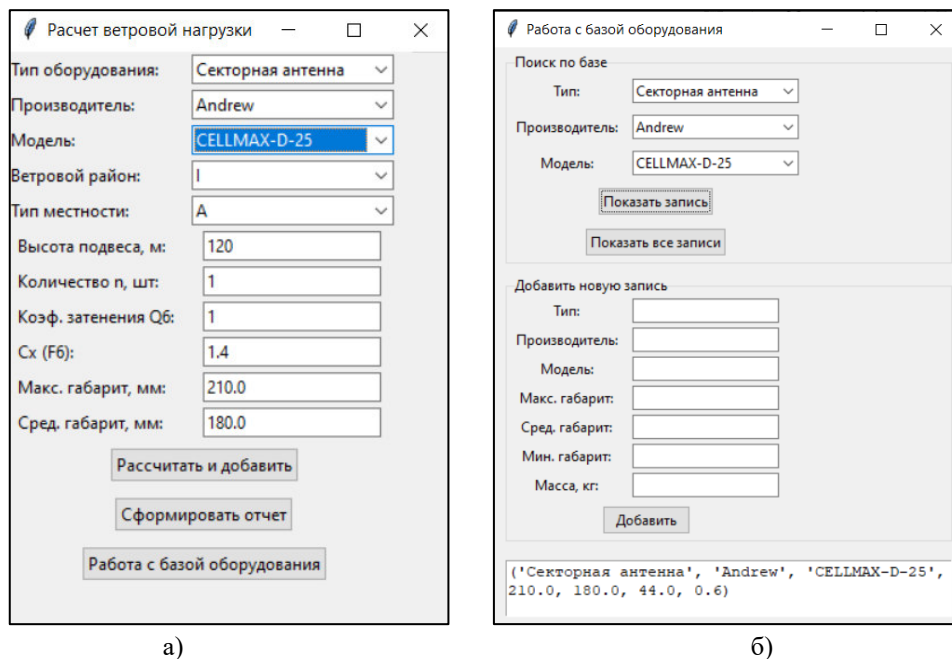 Расчет ветровой нагрузки
Тип оборудования: Секторная антенна
Производитель: Andrew
Модель: CELLMAX-D-25
Ветровой район: I
Тип местности: A
Высота подвеса, м: 120
Количество n, шт: 1
Коэф. затенения Q6: 1
Cx (F6): 1.4
Макс. габарит, мм: 210.0
Сред. габарит, мм: 180.0
Рассчитать и добавить
Сформировать отчет
Работа с базой оборудования
а)
Работа с базой оборудования
Поиск по базе
Тип: Секторная антенна
Производитель: Andrew
Модель: CELLMAX-D-25
Показать запись
Показать все записи
Добавить новую запись
Тип:
Производитель:
Модель:
Макс. габарит:
Сред. габарит:
Мин. габарит:
Масса, кг:
Добавить
('Секторная антенна', 'Andrew', 'CELLMAX-D-25',
210.0, 180.0, 44.0, 0.6)
б)